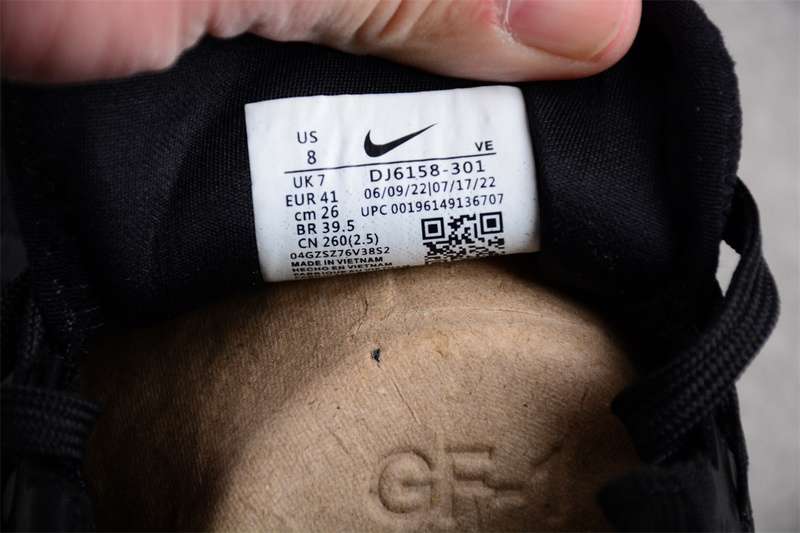 US
8
VE
UK 7
DJ6158-301
EUR 41
06/09/22|07/17/22
cm 26
UPC 00196149136707
BR 39.5
CN 260(2.5)
04GZSZ76V38S2
MADE IN VIETNAM
HECHO EN VIETNAM
GF-1